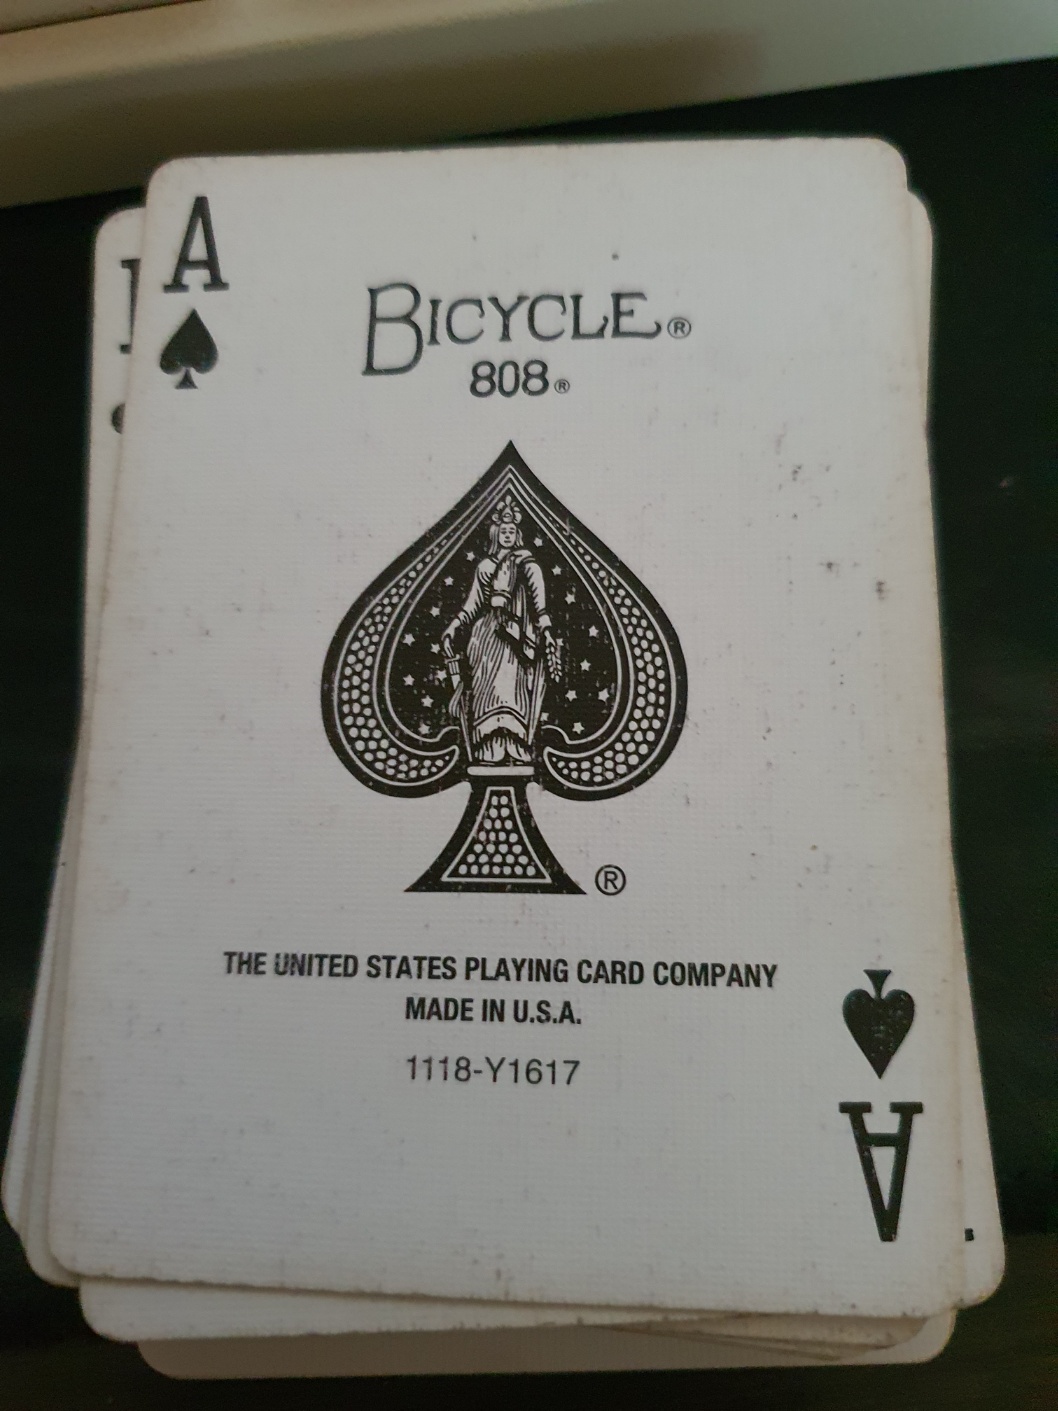 A
BICYCLE®
808®
®
THE UNITED STATES PLAYING CARD COMPANY
MADE IN U.S.A.
1118-Y1617
A